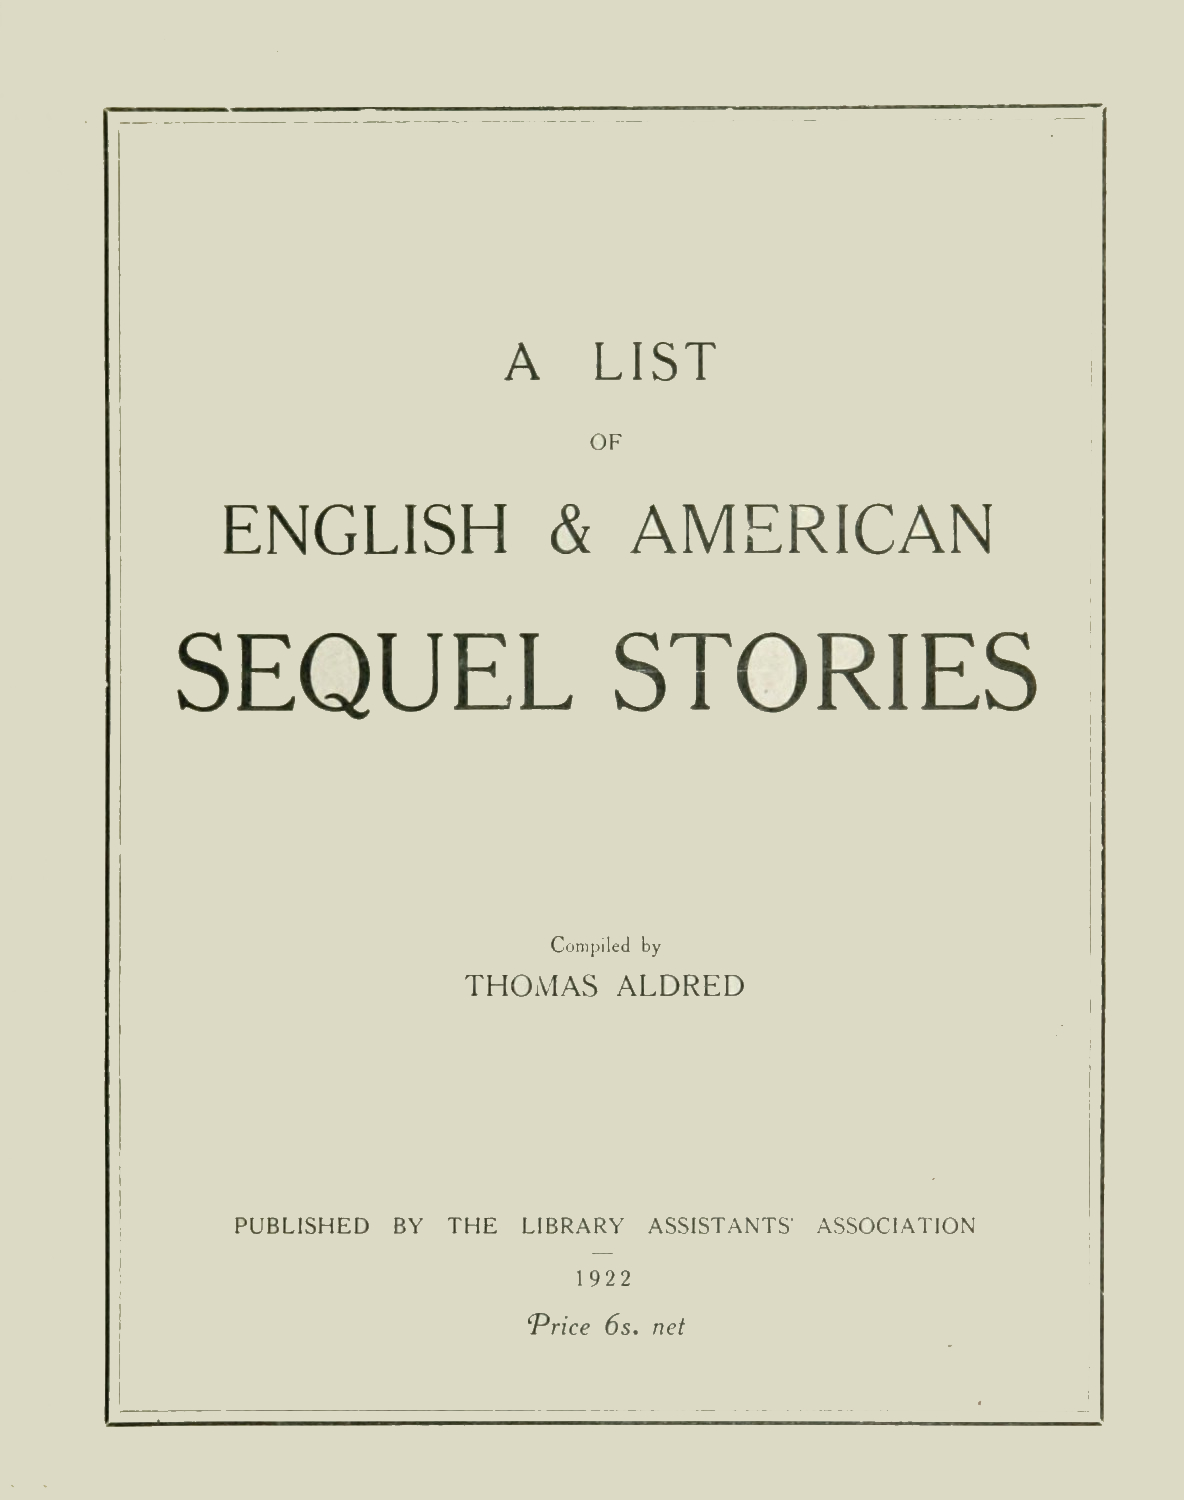 A LIST
OF
ENGLISH & AMERICAN
SEQUEL STORIES
Compiled by
THOMAS ALDRED
PUBLISHED BY THE LIBRARY ASSISTANTS' ASSOCIATION
1922
Price 6s. net